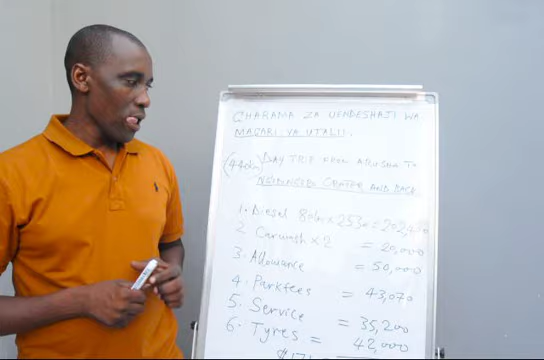 GHARAMA ZA UENDESHAJI WA
MAGARI YA UTALII.
(440km) DAY TRIP FROM ARUSHA TO
NGORONGORO CRATER AND BACK
1. Diesel 80ltr × 2530 = 202,400
2 Carwash × 2 = 20,000
3. Allowance = 50,000
4. Parkfees = 43,070
5. Service = 35,200
6. Tyres = 42,000